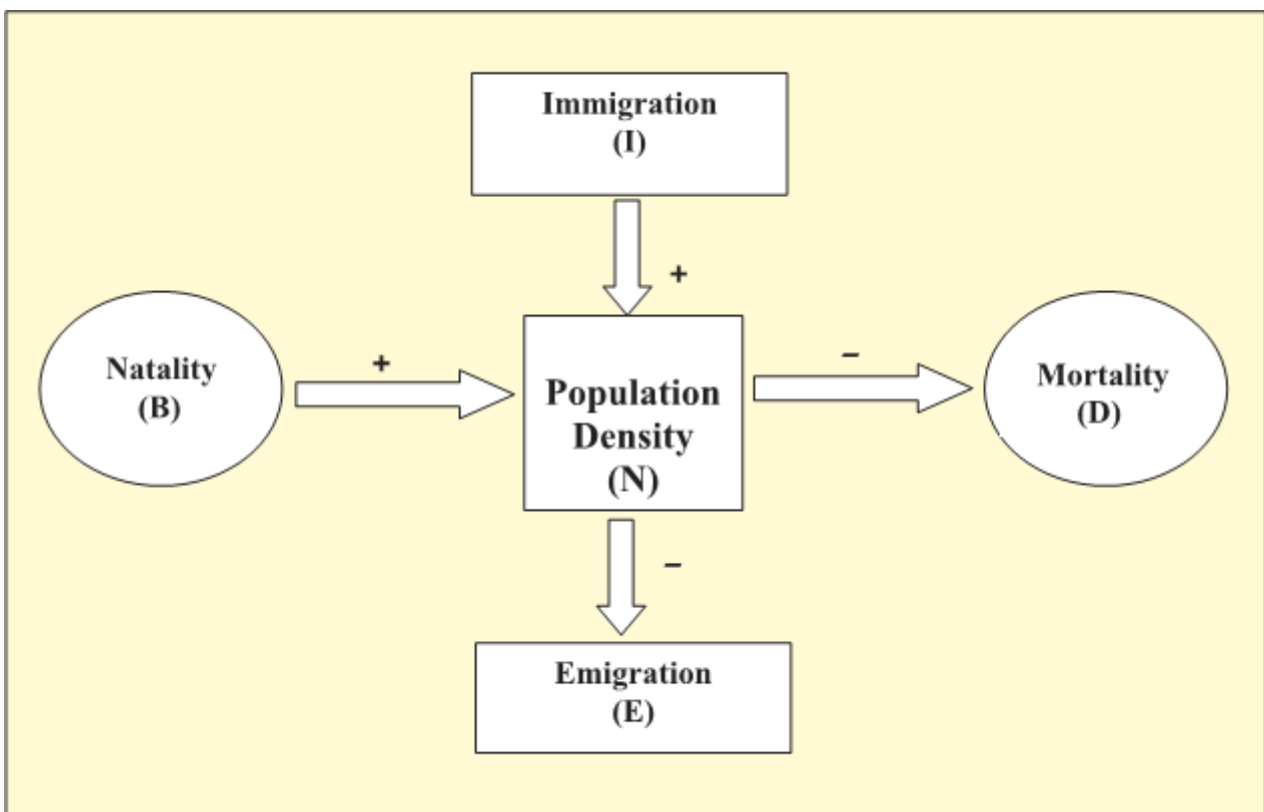 Immigration
(I)
+
Natality
(B)
+
Population
Density
(N)
–
Mortality
(D)
–
Emigration
(E)